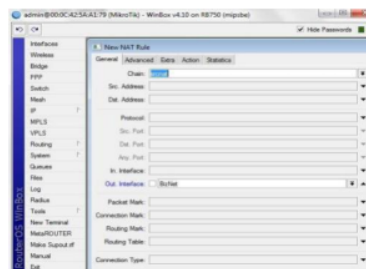 admin@00:0C:42:5A:A1:79 (MikroTik) - WinBox v4.10 on RB750 (mipsbe)
Hide Passwords
Interfaces
Wireless
Bridge
PPP
Switch
Mesh
IP
MPLS
VPLS
Routing
System
Queues
Files
Log
Radius
Tools
New Terminal
MetaROUTER
Make Supout.rif
Manual
Exit
RouterOS WinBox
New NAT Rule
General Advanced Extra Action Statistics
Chain: srcnat
Src. Address:
Dst. Address:
Protocol:
Src. Port:
Dst. Port:
Any. Port:
In. Interface:
Out. Interface: BizNet
Packet Mark:
Connection Mark:
Routing Mark:
Routing Table:
Connection Type: